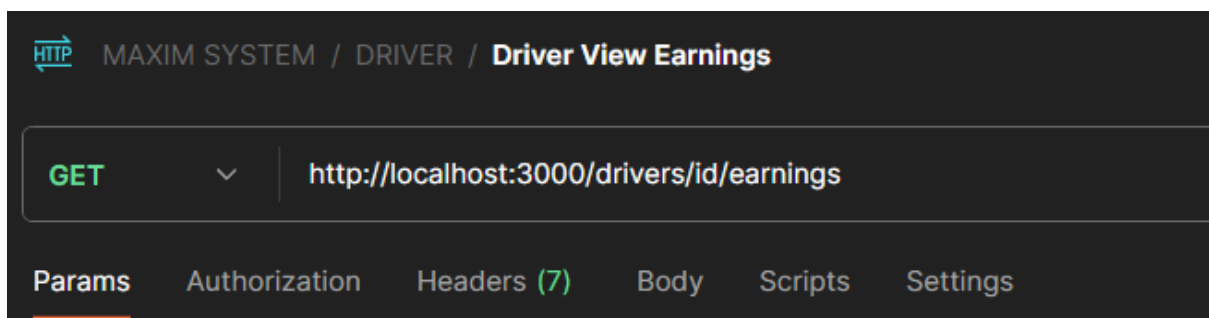 HTTP MAXIM SYSTEM / DRIVER / Driver View Earnings
GET http://localhost:3000/drivers/id/earnings
Params Authorization Headers (7) Body Scripts Settings